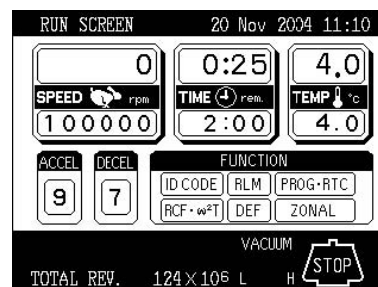 RUN SCREEN 20 Nov 2004 11:10
0 0:25 4.0
SPEED rpm TIME rem. TEMP °C
100000 2:00 4.0
ACCEL DECEL FUNCTION
9 7 ID CODE RLM PROG·RTC
RCF·ω²T DEF ZONAL
VACUUM
TOTAL REV. 124×10⁶ L H STOP